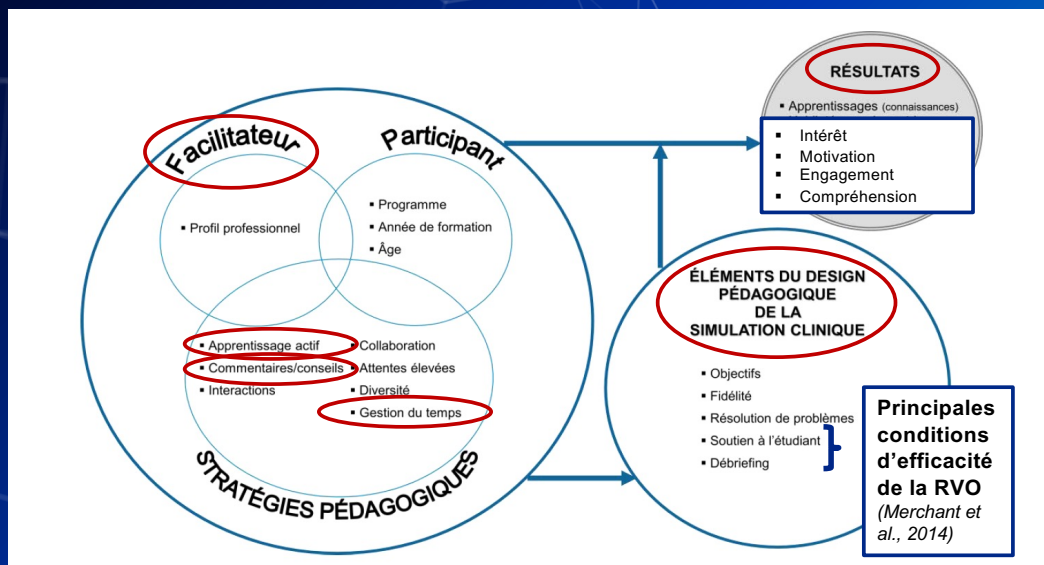 Facilitateur
Participant
▪ Profil professionnel
▪ Programme
▪ Année de formation
▪ Âge
▪ Apprentissage actif
▪ Commentaires/conseils
▪ Interactions
▪ Collaboration
▪ Attentes élevées
▪ Diversité
▪ Gestion du temps
STRATÉGIES PÉDAGOGIQUES
RÉSULTATS
▪ Apprentissages (connaissances)
▪ Intérêt
▪ Motivation
▪ Engagement
▪ Compréhension
ÉLÉMENTS DU DESIGN
PÉDAGOGIQUE
DE LA
SIMULATION CLINIQUE
▪ Objectifs
▪ Fidélité
▪ Résolution de problèmes
▪ Soutien à l'étudiant
▪ Débriefing
Principales
conditions
d'efficacité
de la RVO
(Merchant et
al., 2014)